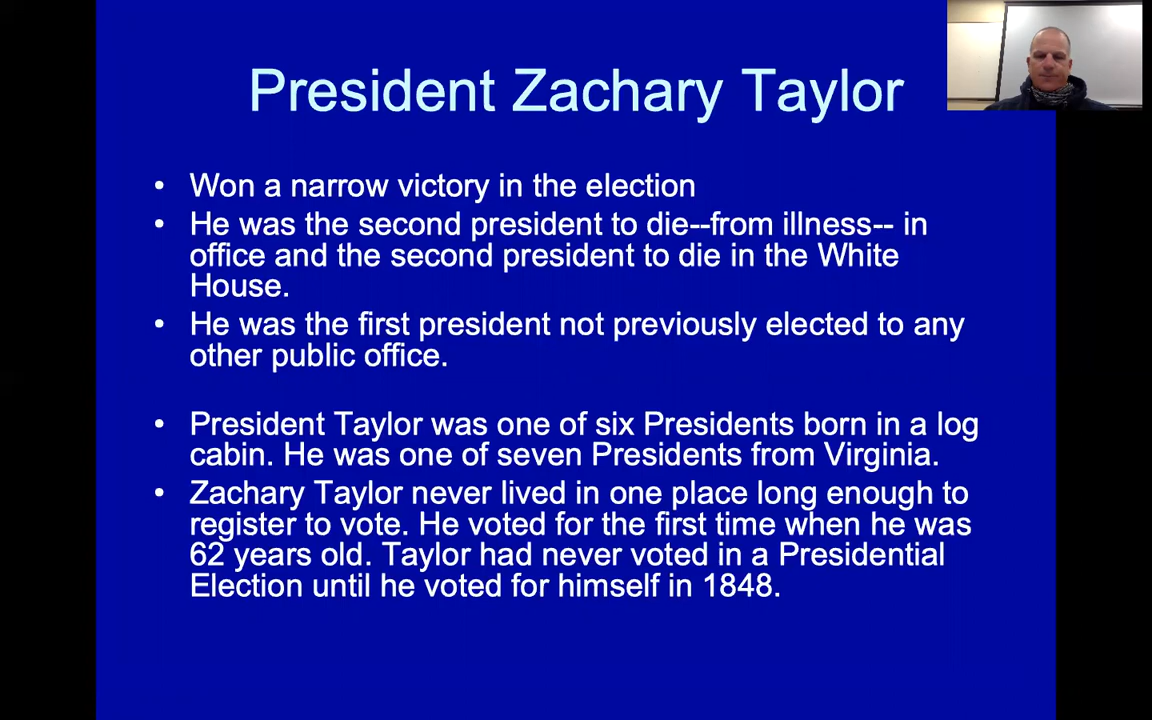 President Zachary Taylor
• Won a narrow victory in the election
• He was the second president to die--from illness-- in
office and the second president to die in the White
House.
• He was the first president not previously elected to any
other public office.
• President Taylor was one of six Presidents born in a log
cabin. He was one of seven Presidents from Virginia.
• Zachary Taylor never lived in one place long enough to
register to vote. He voted for the first time when he was
62 years old. Taylor had never voted in a Presidential
Election until he voted for himself in 1848.